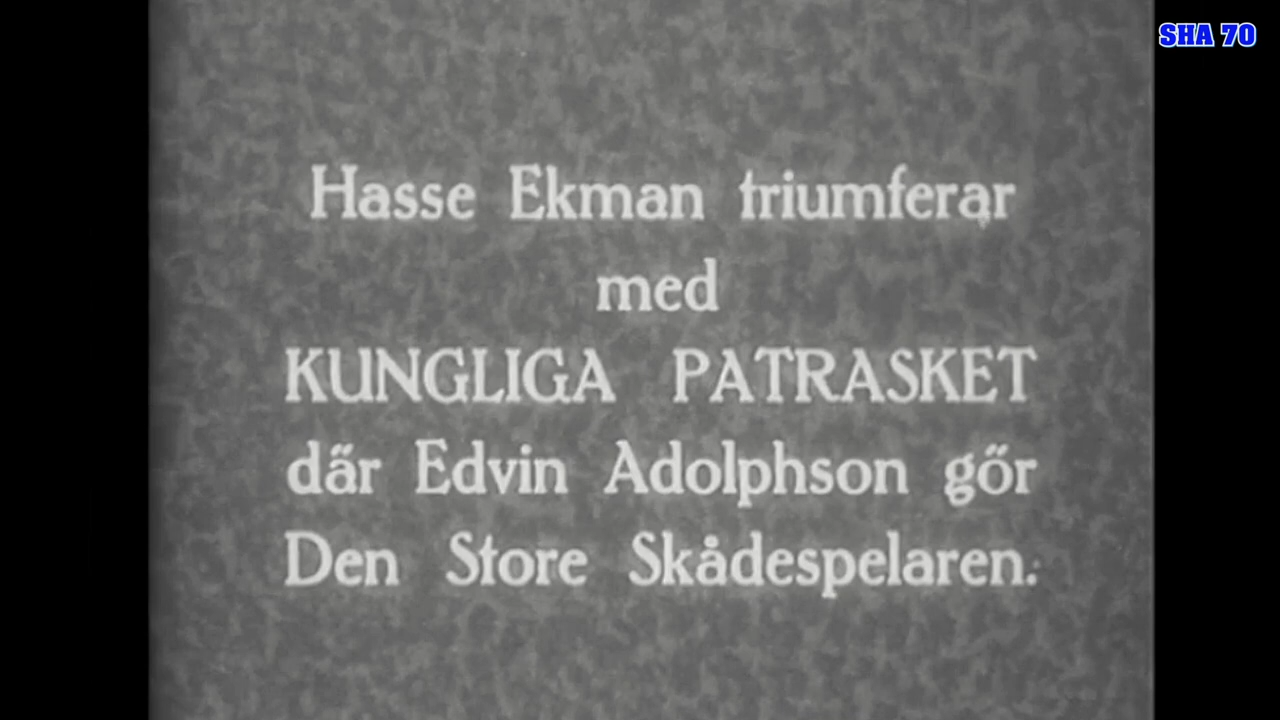 SHA 70
Hasse Ekman triumferar
med
KUNGLIGA PATRASKET
där Edvin Adolphson gör
Den Store Skådespelaren.